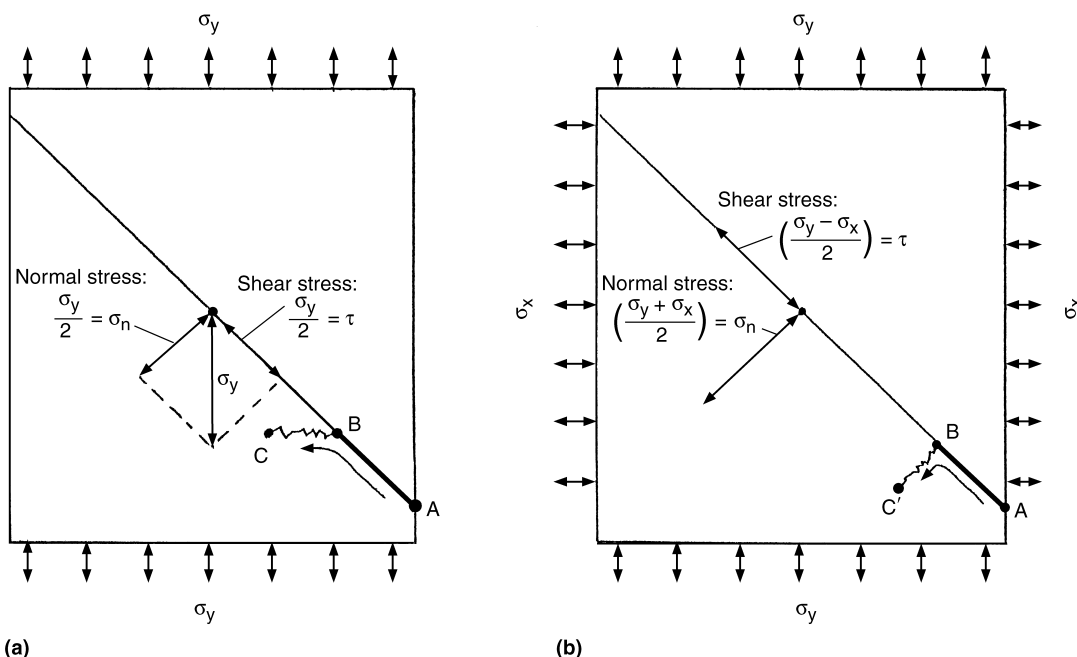 σy
σy
Shear stress:
(σy − σx / 2) = τ
Normal stress:
σy / 2 = σn
Shear stress:
σy / 2 = τ
Normal stress:
(σy + σx / 2) = σn
σx
σx
σy
B
C
A
B
C′
A
σy
σy
(a)
(b)